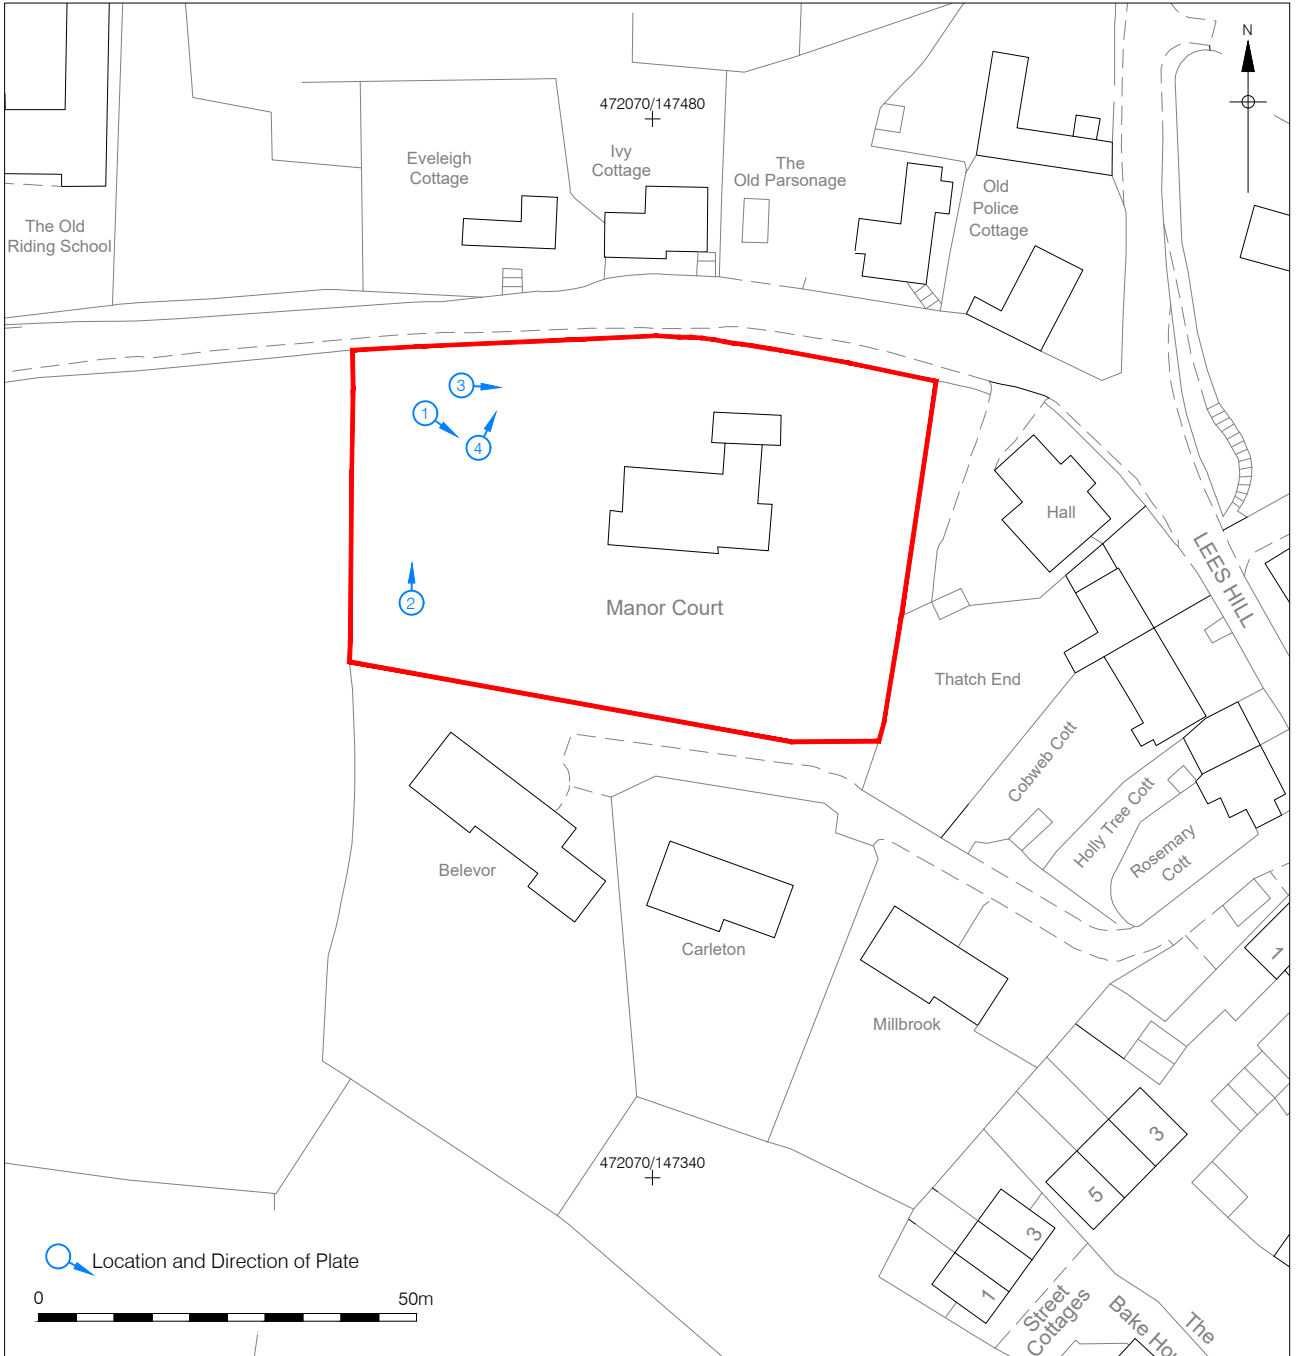 N
472070/147480
Eveleigh
Cottage
Ivy
Cottage
The
Old Parsonage
Old
Police
Cottage
The Old
Riding School
3
1
4
2
Hall
LEES HILL
Manor Court
Thatch End
Cobweb Cott
Holly Tree Cott
Rosemary
Cott
Belevor
Carleton
Millbrook
1
3
5
3
1
472070/147340
Street
Cottages
The
Location and Direction of Plate
0
50m